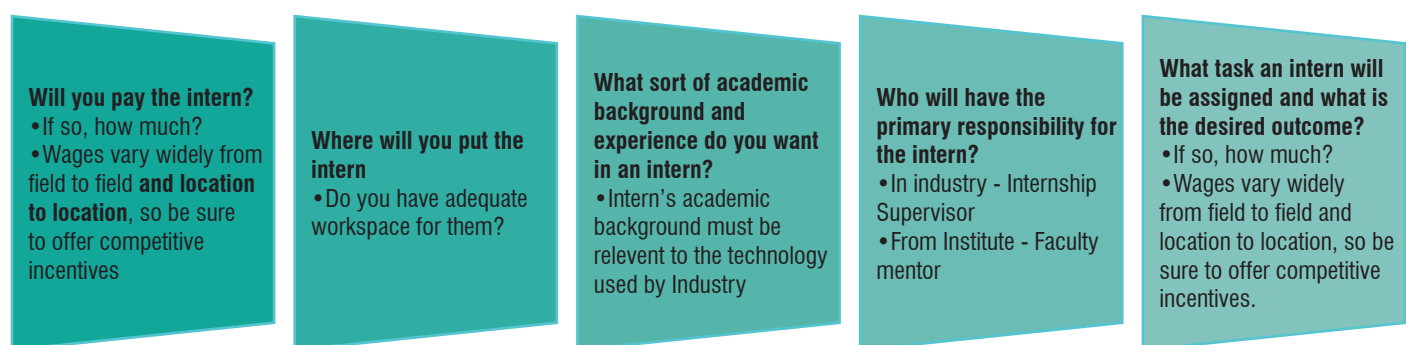 Will you pay the intern?
•If so, how much?
•Wages vary widely from
field to field and location
to location, so be sure
to offer competitive
incentives
Where will you put the
intern
•Do you have adequate
workspace for them?
What sort of academic
background and
experience do you want
in an intern?
•Intern's academic
background must be
relevent to the technology
used by Industry
Who will have the
primary responsibility for
the intern?
•In industry - Internship
Supervisor
•From Institute - Faculty
mentor
What task an intern will
be assigned and what is
the desired outcome?
•If so, how much?
•Wages vary widely
from field to field and
location to location, so be
sure to offer competitive
incentives.